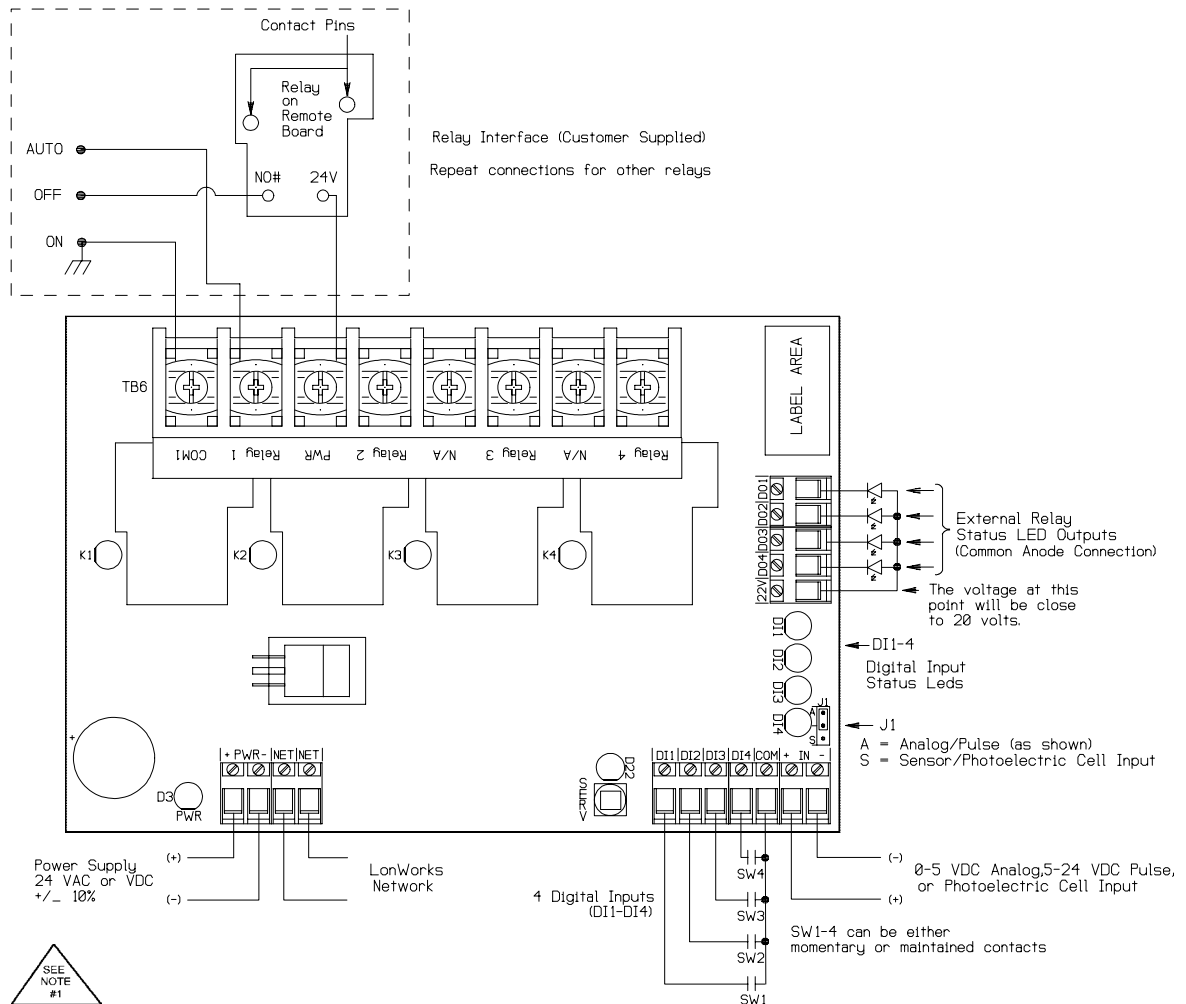 Contact Pins
Relay
on
Remote
Board
AUTO
OFF
ON
NO#
24V
Relay Interface (Customer Supplied)
Repeat connections for other relays
TB6
LABEL AREA
COM1
Relay 1
PWR
Relay 2
N/A
Relay 3
N/A
Relay 4
K1
K2
K3
K4
DO1
DO2
DO3
DO4
22V
External Relay
Status LED Outputs
(Common Anode Connection)
The voltage at this
point will be close
to 20 volts.
DI1
DI2
DI3
DI4
DI1-4
Digital Input
Status Leds
J1
A
S
J1
A = Analog/Pulse (as shown)
S = Sensor/Photoelectric Cell Input
+
D3
PWR
+ PWR-
NET
NET
D22
SERV
DI1
DI2
DI3
DI4
COM
+ IN -
Power Supply
24 VAC or VDC
+/_ 10%
(+)
(-)
LonWorks
Network
4 Digital Inputs
(DI1-DI4)
SW4
SW3
SW2
SW1
(-)
(+)
0-5 VDC Analog,5-24 VDC Pulse,
or Photoelectric Cell Input
SW1-4 can be either
momentary or maintained contacts
SEE
NOTE
#1